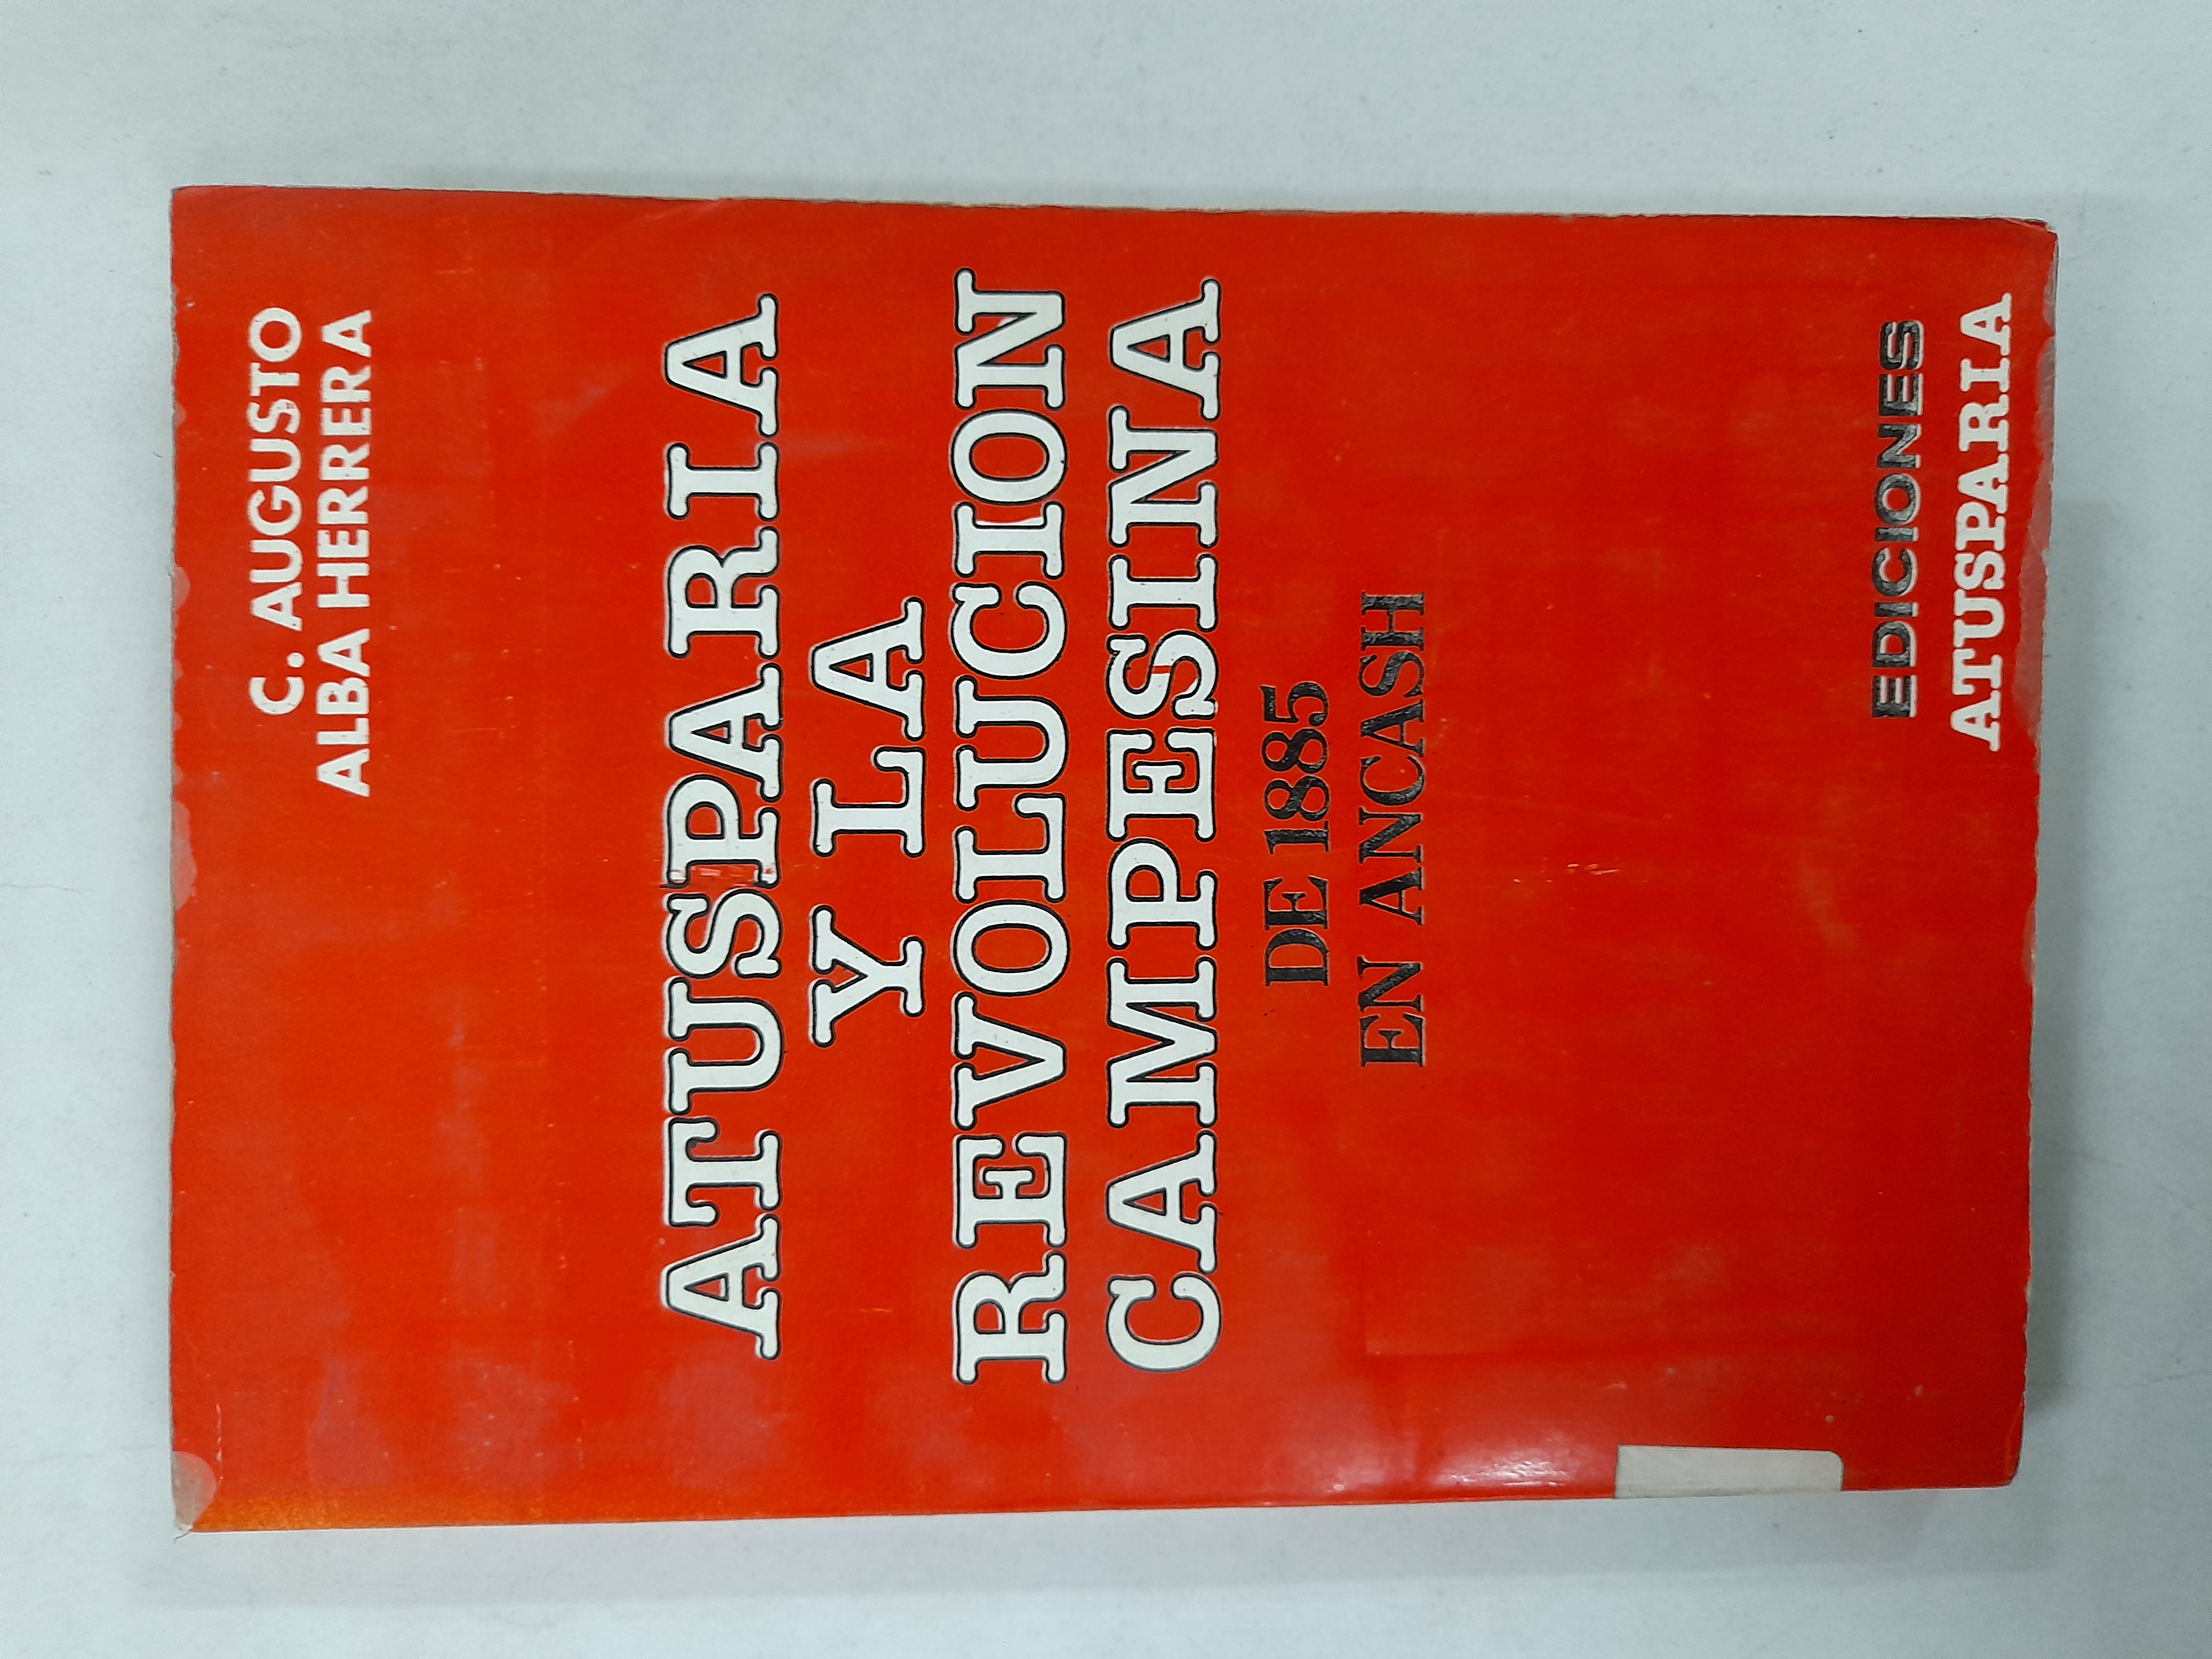 C. AUGUSTO
ALBA HERRERA
ATUSPARIA
Y LA
REVOLUCION
CAMPESINA
DE 1885
EN ANCASH
EDICIONES
ATUSPARIA